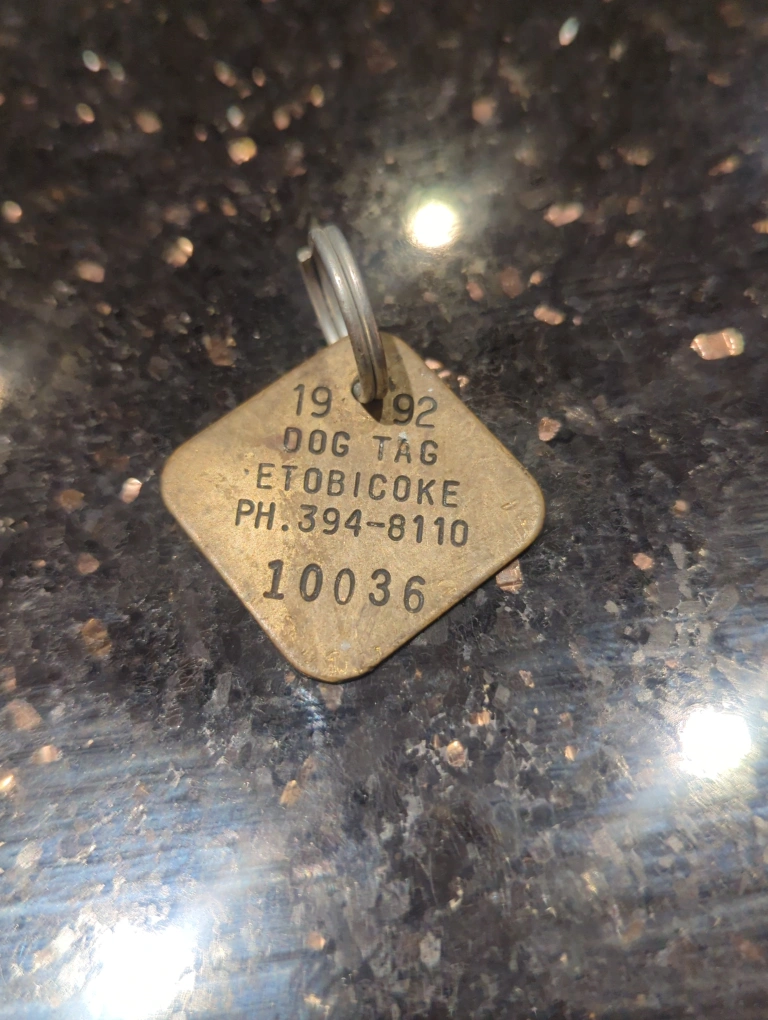 19 92
DOG TAG
ETOBICOKE
PH.394-8110
10036